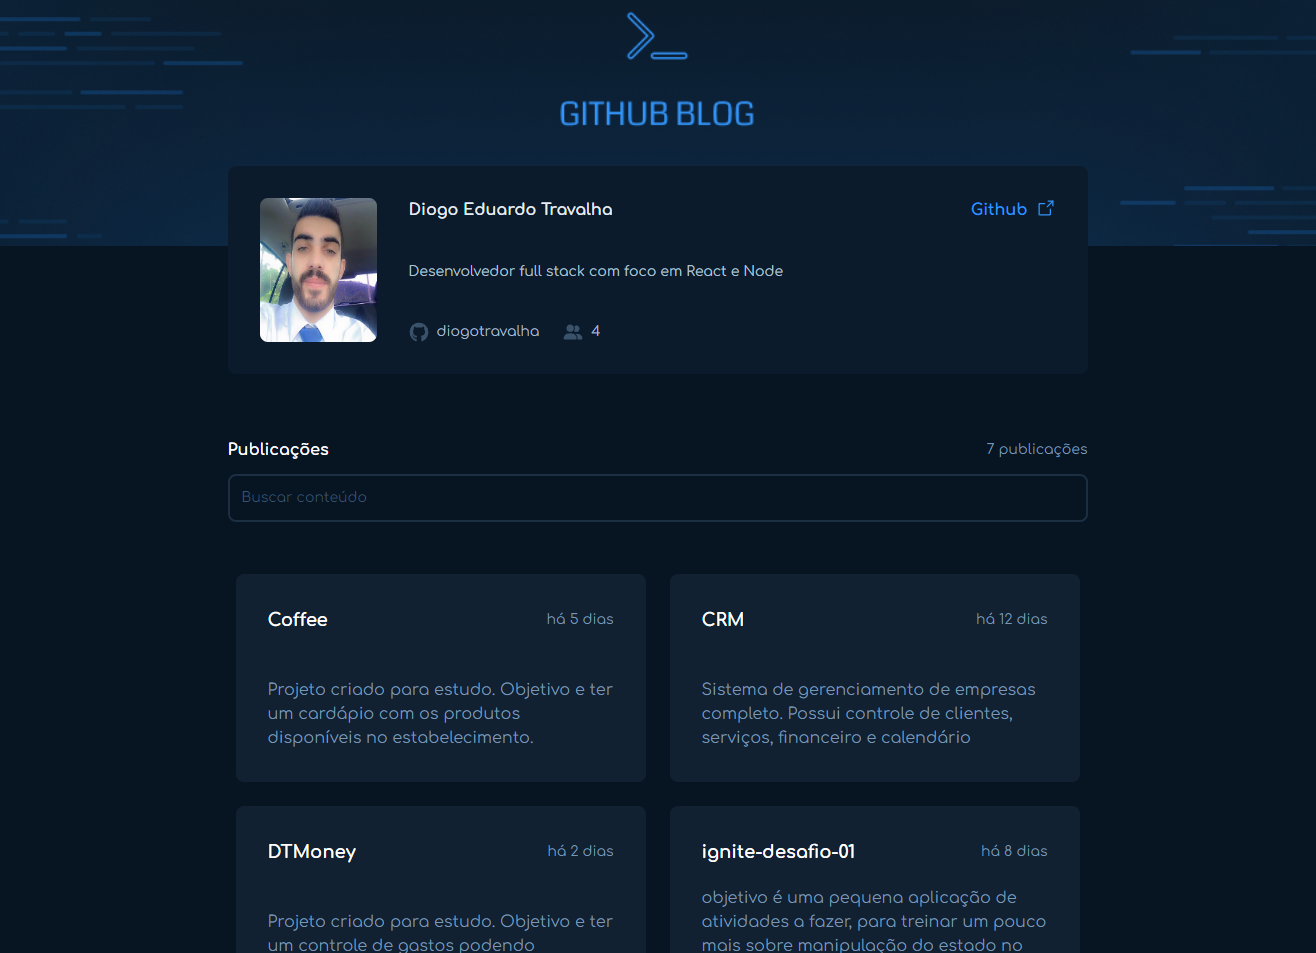 GITHUB BLOG
Diogo Eduardo Travalha
Github
Desenvolvedor full stack com foco em React e Node
diogotravalha
4
Publicações
7 publicações
Buscar conteúdo
Coffee
há 5 dias
Projeto criado para estudo. Objetivo e ter
um cardápio com os produtos
disponíveis no estabelecimento.
CRM
há 12 dias
Sistema de gerenciamento de empresas
completo. Possui controle de clientes,
serviços, financeiro e calendário
DTMoney
há 2 dias
Projeto criado para estudo. Objetivo e ter
um controle de gastos podendo
ignite-desafio-01
há 8 dias
objetivo é uma pequena aplicação de
atividades a fazer, para treinar um pouco
mais sobre manipulação do estado no